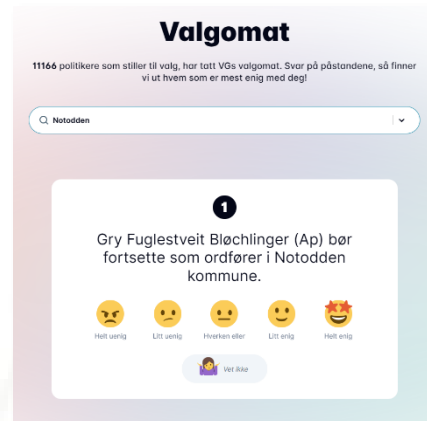 Valgomat
11166 politikere som stiller til valg, har tatt VGs valgomat. Svar på påstandene, så finner
vi ut hvem som er mest enig med deg!
Notodden
1
Gry Fuglestveit Bløchlinger (Ap) bør
fortsette som ordfører i Notodden
kommune.
Helt uenig Litt uenig Hverken eller Litt enig Helt enig
Vet ikke